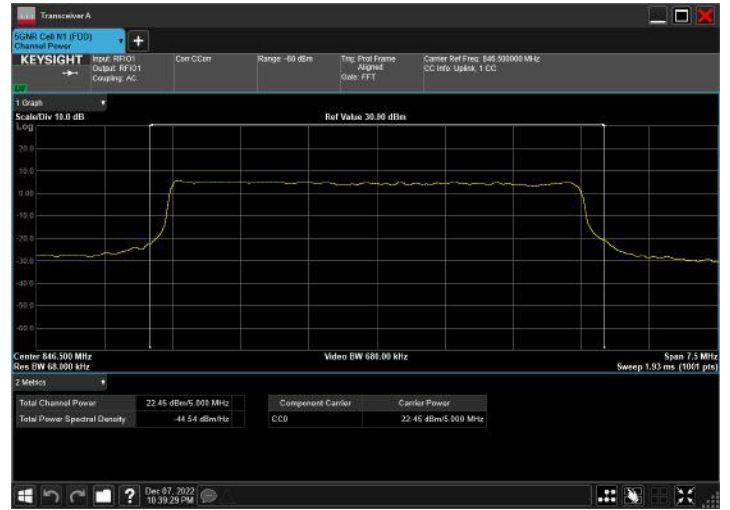 Transceiver A
5GNR Cell N1 (FDD)
Channel Power
KEYSIGHT
Input: RFIO1
Output: RFIO1
Coupling: AC
Corr CCorr
Range -60 dBm
Trig: Prot Frame
Aligned
Gate: FFT
Carrier Ref Freq: 846.500000 MHz
CC Info: Uplink, 1 CC
1 Graph
Scale/Div 10.0 dB
Ref Value 30.00 dBm
Log
20.0
10.0
0.00
-10.0
-20.0
-30.0
-40.0
-50.0
-60.0
Center 846.500 MHz
Video BW 680.00 kHz
Span 7.5 MHz
Res BW 68.000 kHz
Sweep 1.93 ms (1001 pts)
2 Metrics
Total Channel Power 22.45 dBm/5.000 MHz
Total Power Spectral Density -44.54 dBm/Hz
Component Carrier Carrier Power
CC0 22.45 dBm/5.000 MHz
Dec 07, 2022
10:39:29 PM